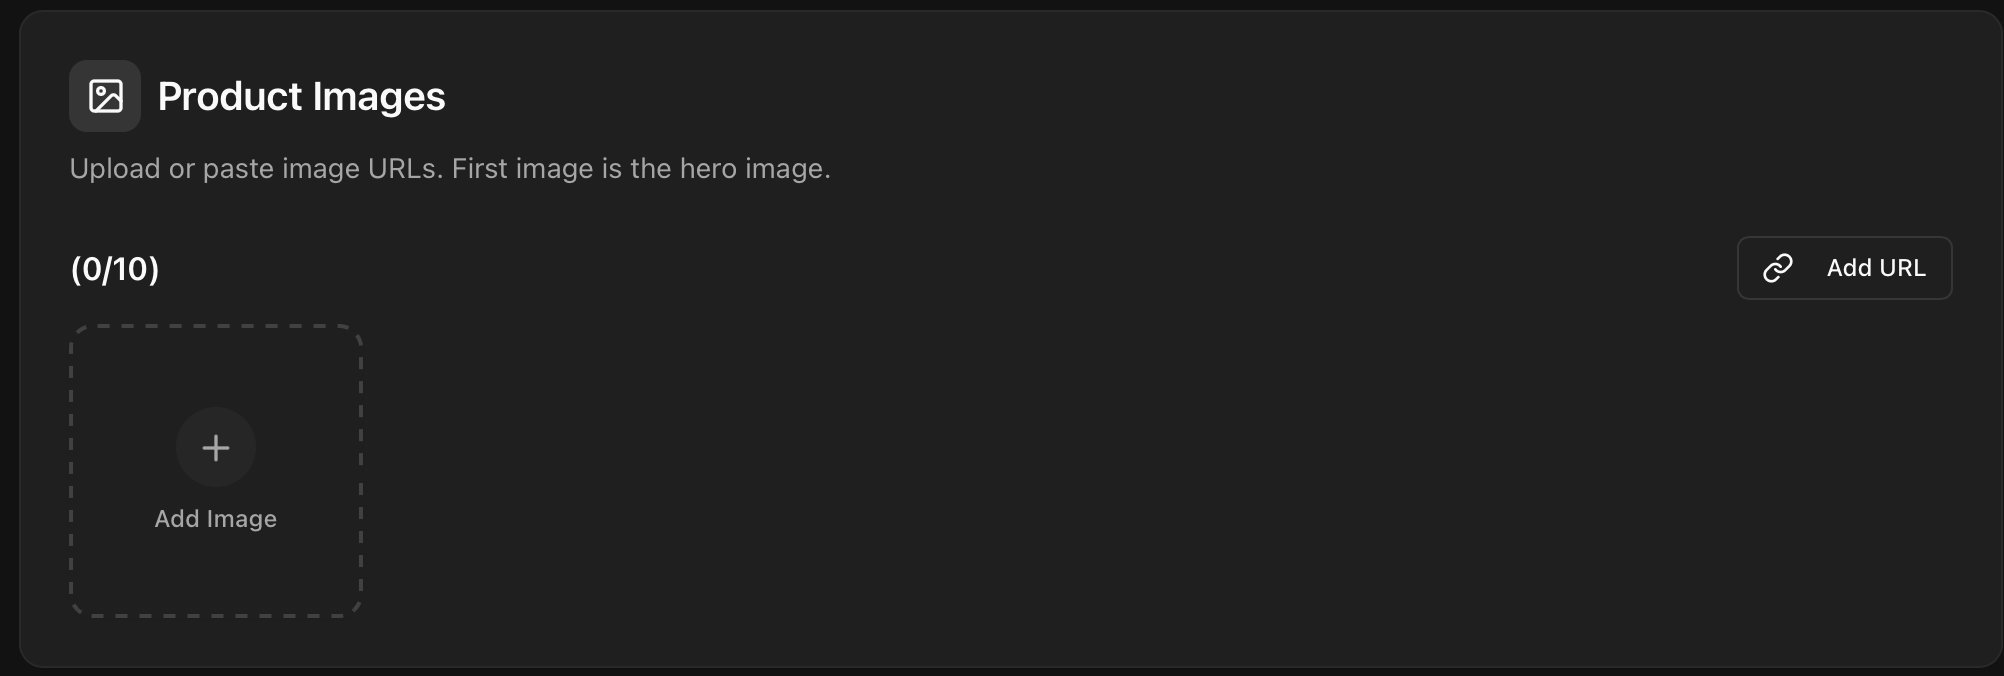 Product Images
Upload or paste image URLs. First image is the hero image.
(0/10)
Add URL
Add Image